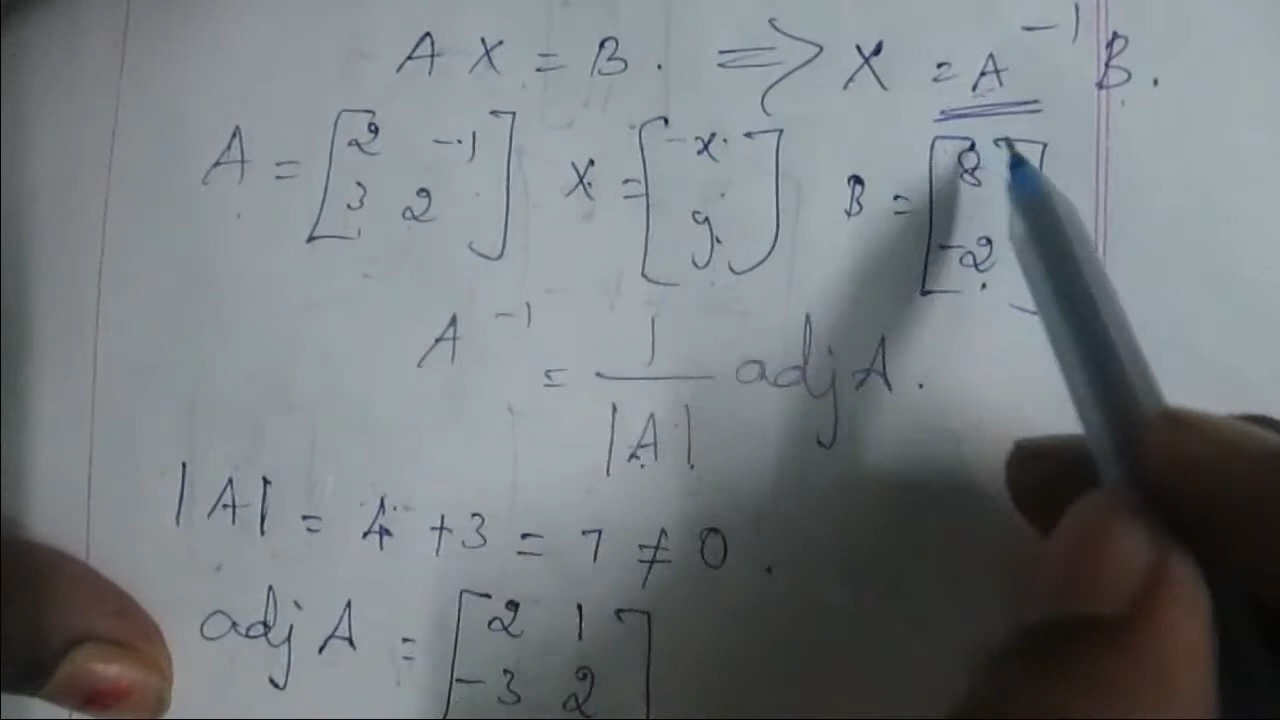 AX = B. ⇒ X = A⁻¹ B.
A = [2 -1; 3 2] X = [x; y] B = [8; -2]
A⁻¹ = 1/|A| adj A.
|A| = 4 + 3 = 7 ≠ 0.
adj A = [2 1; -3 2]